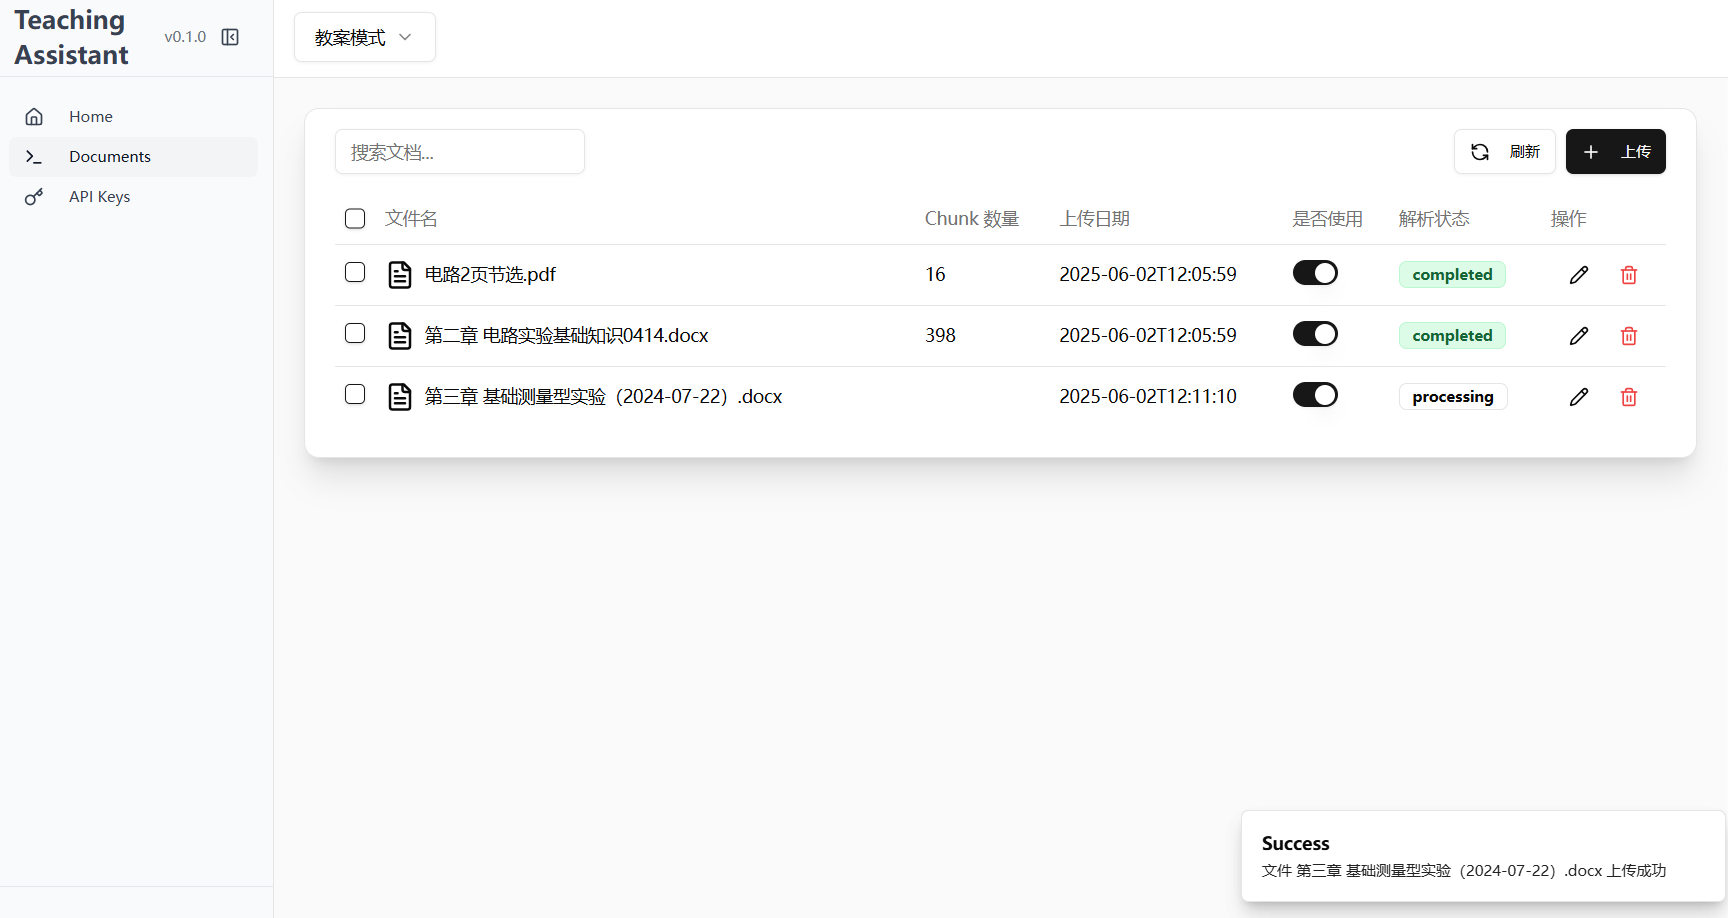 Teaching
Assistant
v0.1.0
Home
Documents
API Keys
教案模式
搜索文档...
刷新
上传
文件名 Chunk 数量 上传日期 是否使用 解析状态 操作
电路2页节选.pdf 16 2025-06-02T12:05:59 completed
第二章 电路实验基础知识0414.docx 398 2025-06-02T12:05:59 completed
第三章 基础测量型实验（2024-07-22）.docx 2025-06-02T12:11:10 processing
Success
文件 第三章 基础测量型实验（2024-07-22）.docx 上传成功